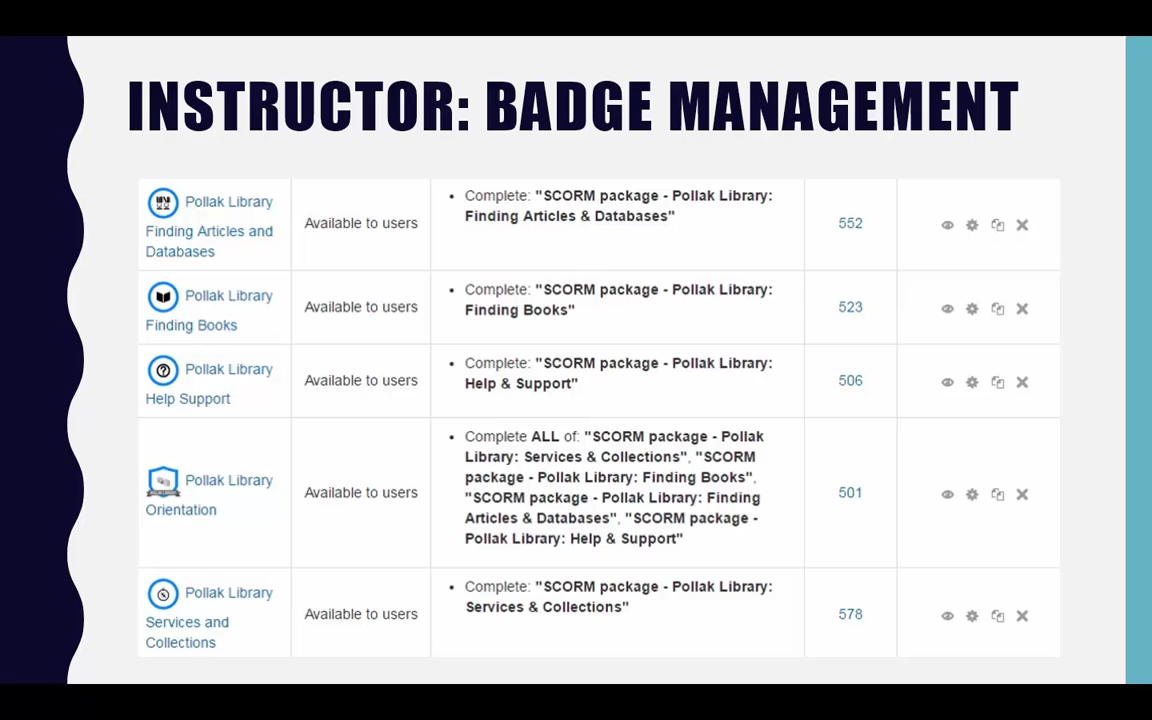 INSTRUCTOR: BADGE MANAGEMENT
Pollak Library
Finding Articles and
Databases
Available to users
• Complete: "SCORM package - Pollak Library:
Finding Articles & Databases"
552
Pollak Library
Finding Books
Available to users
• Complete: "SCORM package - Pollak Library:
Finding Books"
523
Pollak Library
Help Support
Available to users
• Complete: "SCORM package - Pollak Library:
Help & Support"
506
Pollak Library
Orientation
Available to users
• Complete ALL of: "SCORM package - Pollak
Library: Services & Collections", "SCORM
package - Pollak Library: Finding Books",
"SCORM package - Pollak Library: Finding
Articles & Databases", "SCORM package -
Pollak Library: Help & Support"
501
Pollak Library
Services and
Collections
Available to users
• Complete: "SCORM package - Pollak Library:
Services & Collections"
578